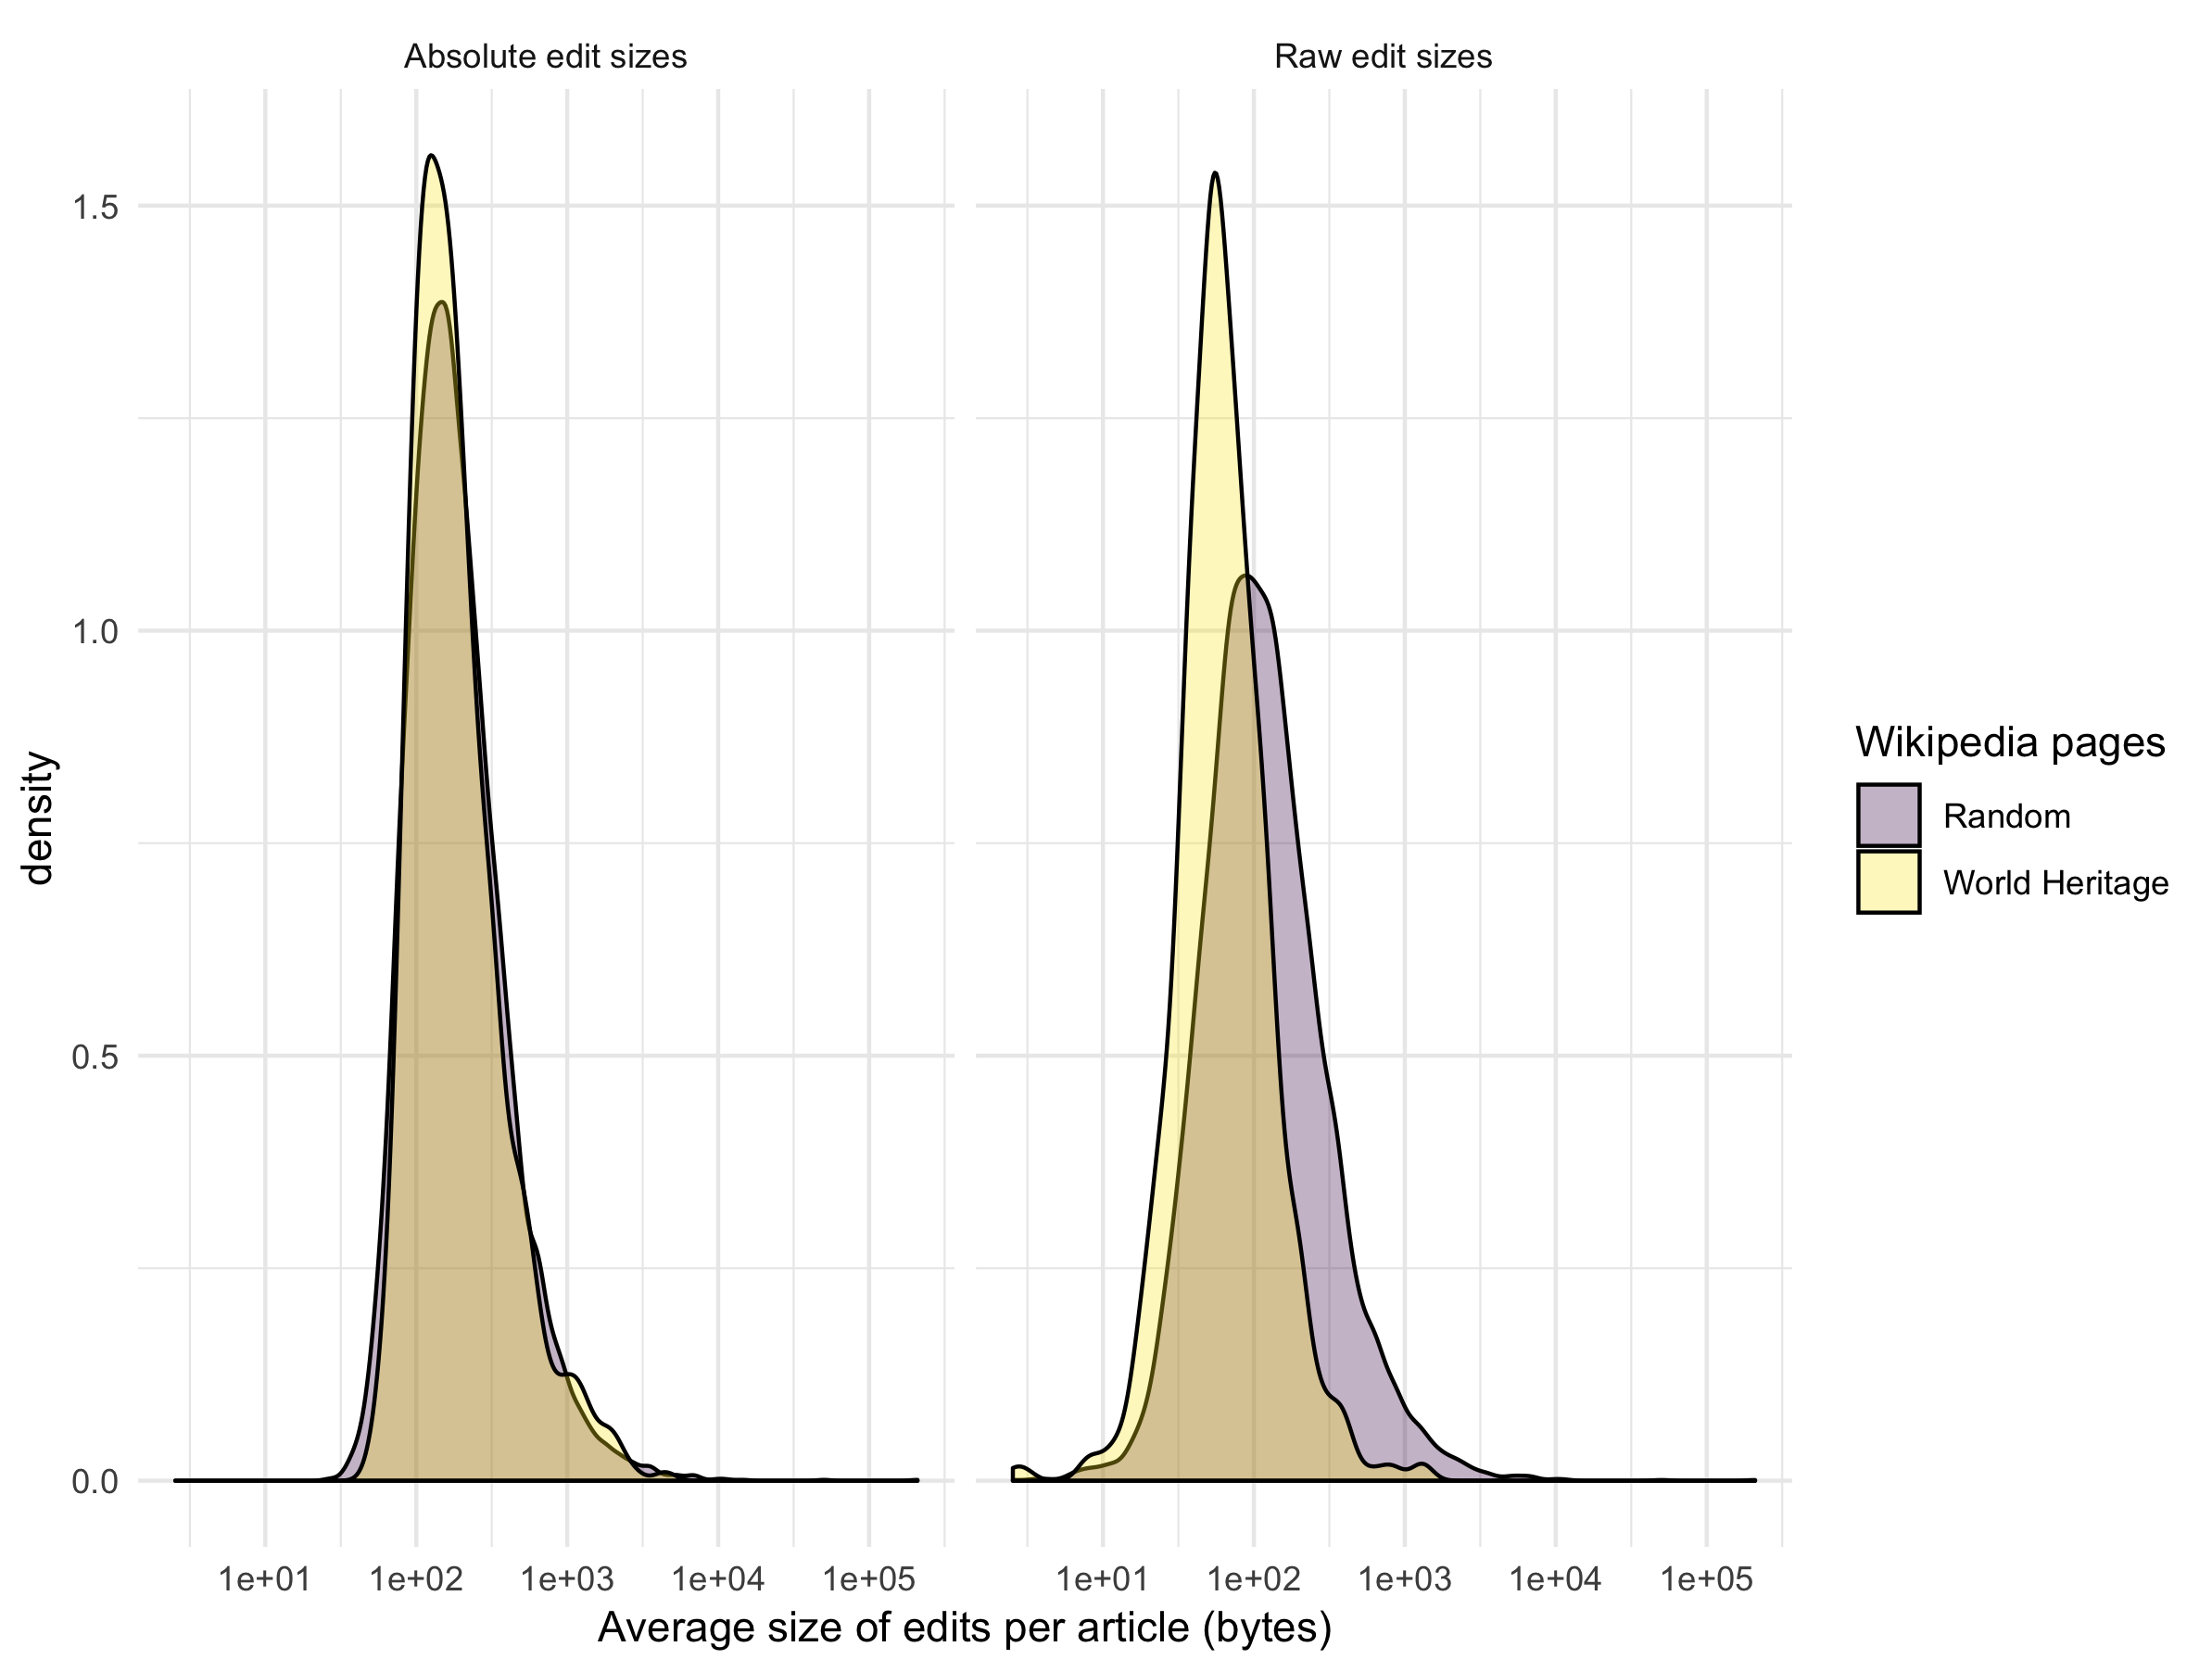 Absolute edit sizes
Raw edit sizes
1.5
1.0
0.5
0.0
density
1e+01 1e+02 1e+03 1e+04 1e+05
1e+01 1e+02 1e+03 1e+04 1e+05
Average size of edits per article (bytes)
Wikipedia pages
Random
World Heritage